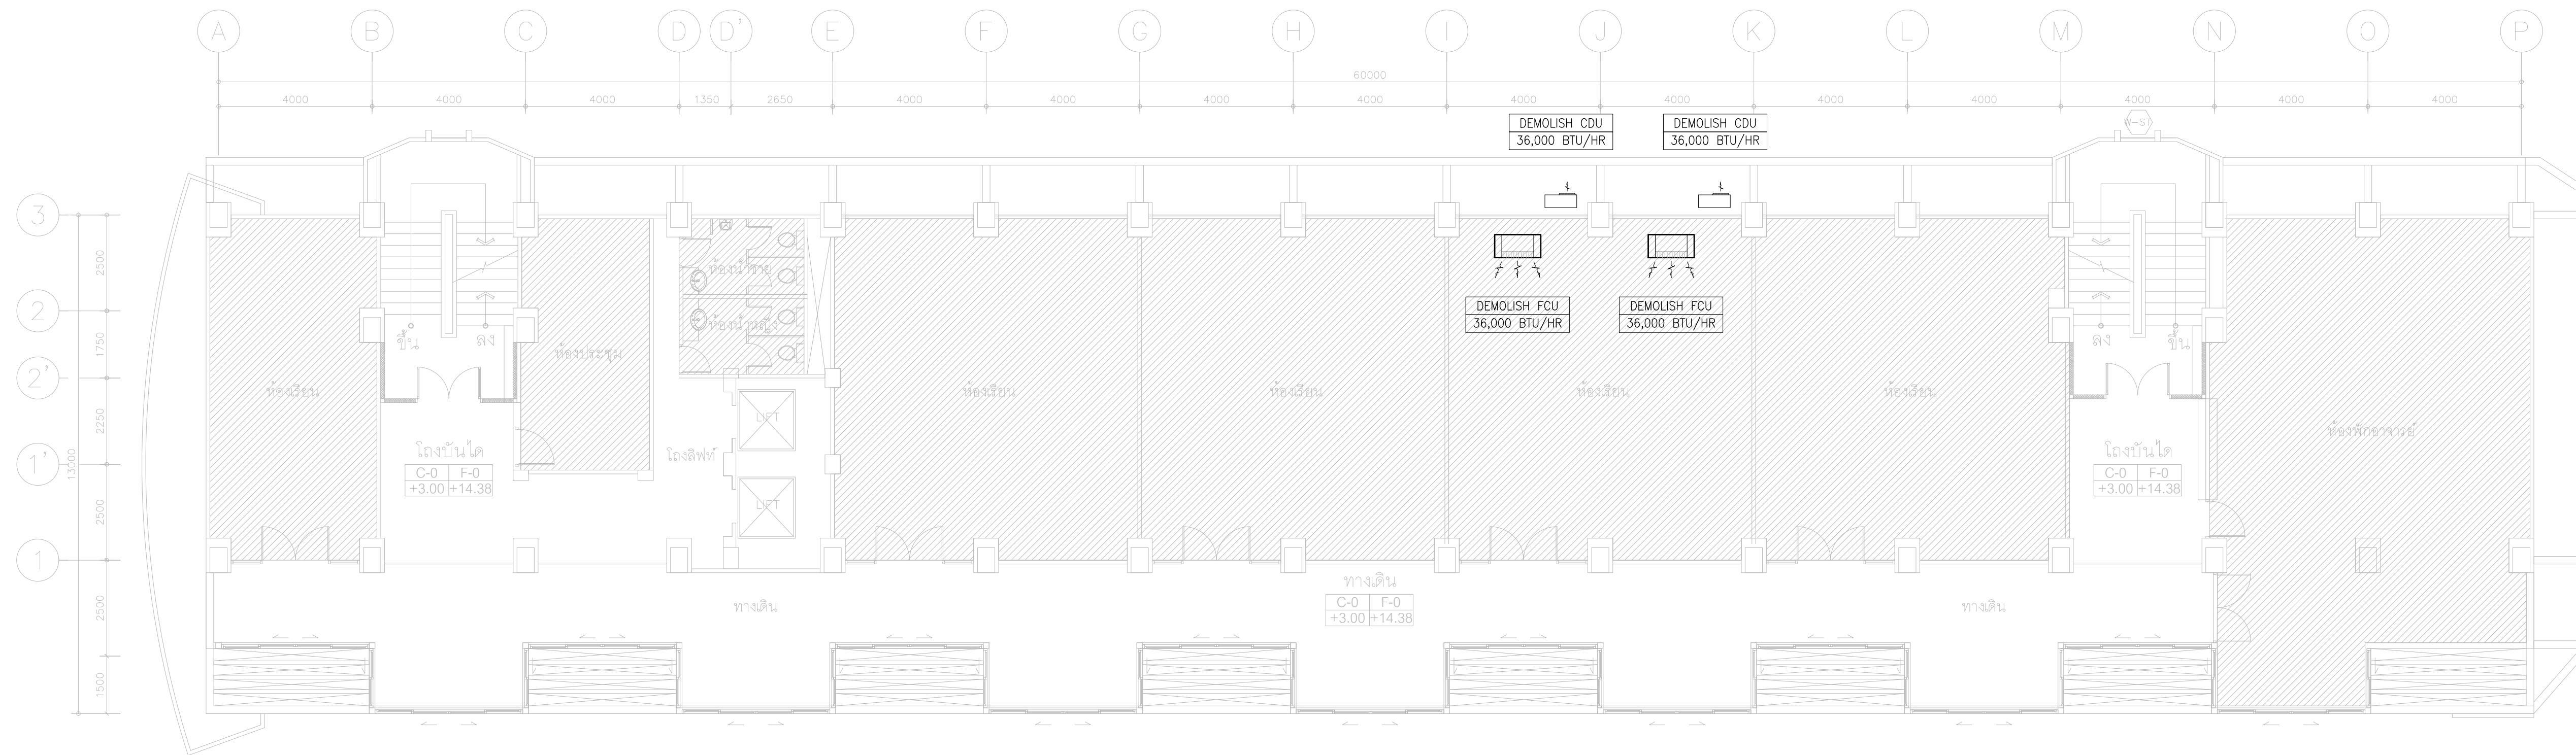 A B C D D' E F G H I J K L M N O P
60000
4000 4000 4000 1350 2650 4000 4000 4000 4000 4000 4000 4000 4000 4000 4000 4000
DEMOLISH CDU
36,000 BTU/HR
DEMOLISH CDU
36,000 BTU/HR
W-ST
3
2
2'
1'
1
2500
1750
2250
13000
2500
2500
1500
ห้องน้ำชาย
ห้องน้ำหญิง
DEMOLISH FCU
36,000 BTU/HR
DEMOLISH FCU
36,000 BTU/HR
ขึ้น
ลง
ห้องประชุม
ลง
ขึ้น
ห้องเรียน
ห้องเรียน
ห้องเรียน
ห้องเรียน
ห้องเรียน
LIFT
LIFT
ห้องพักอาจารย์
โถงบันได
C-0 F-0
+3.00 +14.38
โถงลิฟท์
โถงบันได
C-0 F-0
+3.00 +14.38
ทางเดิน
C-0 F-0
+3.00 +14.38
ทางเดิน
ทางเดิน